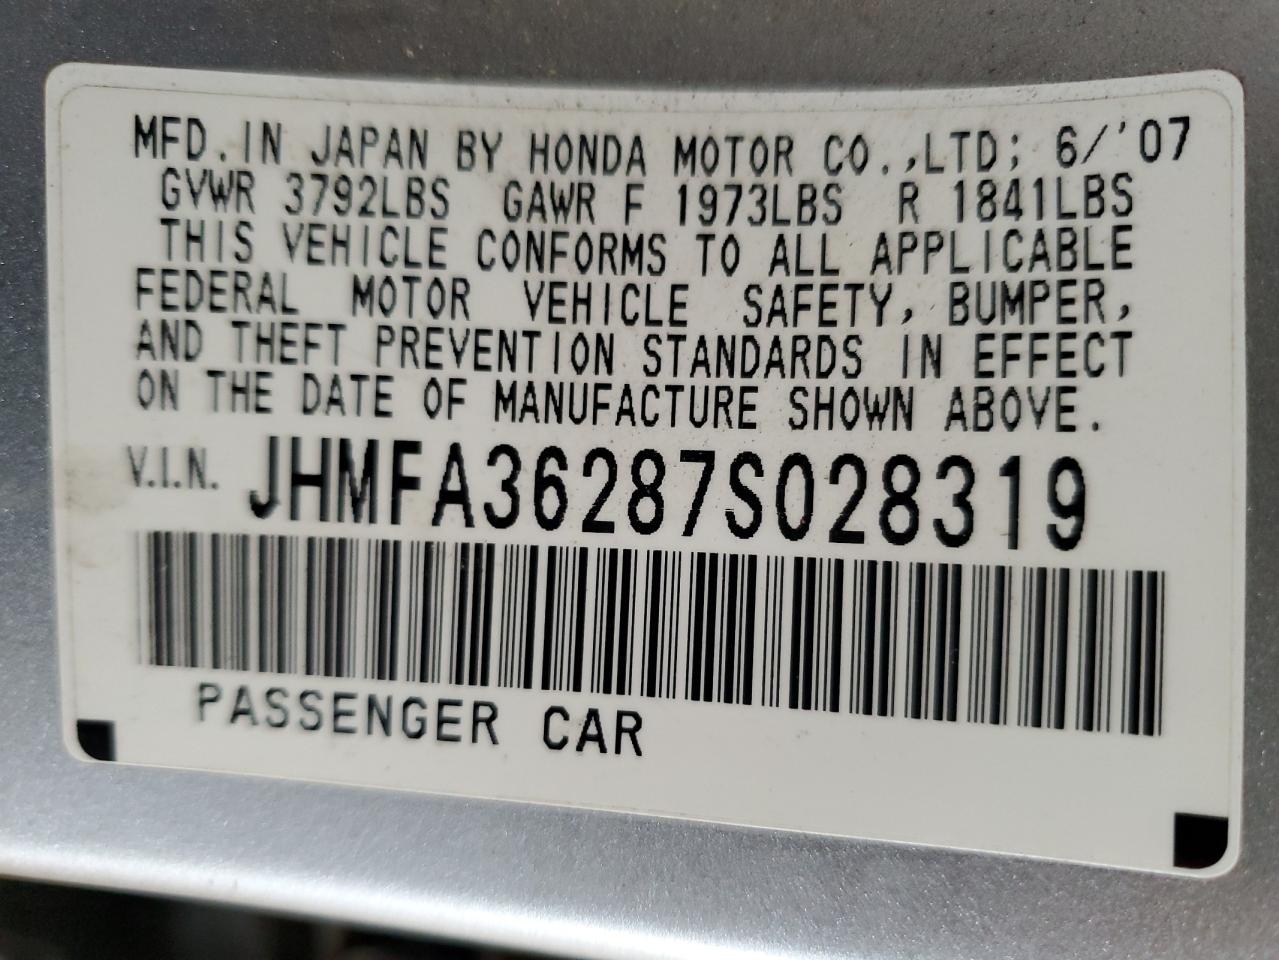 MFD. IN JAPAN BY HONDA MOTOR CO.,LTD; 6/'07
GVWR 3792LBS GAWR F 1973LBS R 1841LBS
THIS VEHICLE CONFORMS TO ALL APPLICABLE
FEDERAL MOTOR VEHICLE SAFETY, BUMPER,
AND THEFT PREVENTION STANDARDS IN EFFECT
ON THE DATE OF MANUFACTURE SHOWN ABOVE.
V.I.N. JHMFA36287S028319
PASSENGER CAR